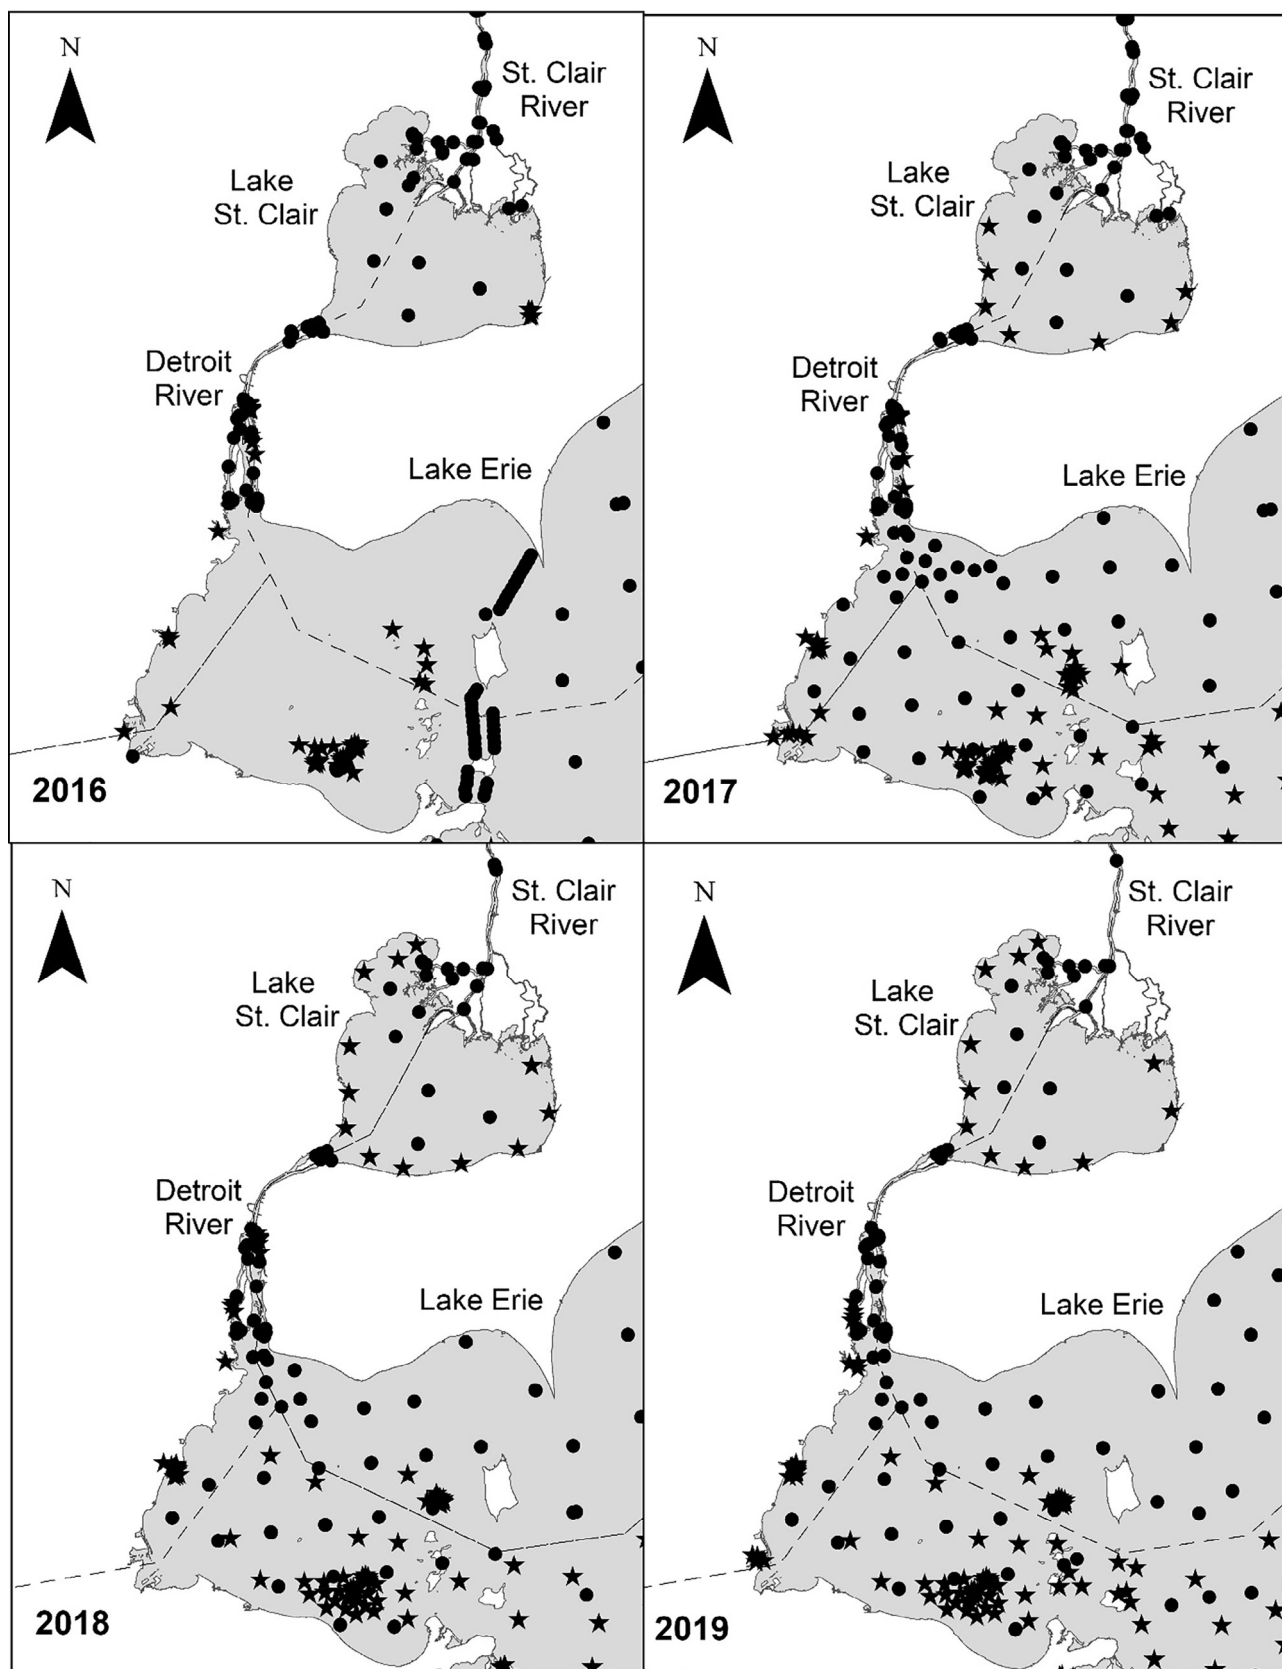 N
St. Clair
River
Lake
St. Clair
Detroit
River
Lake Erie
2016
N
St. Clair
River
Lake
St. Clair
Detroit
River
Lake Erie
2017
N
St. Clair
River
Lake
St. Clair
Detroit
River
Lake Erie
2018
N
St. Clair
River
Lake
St. Clair
Detroit
River
Lake Erie
2019